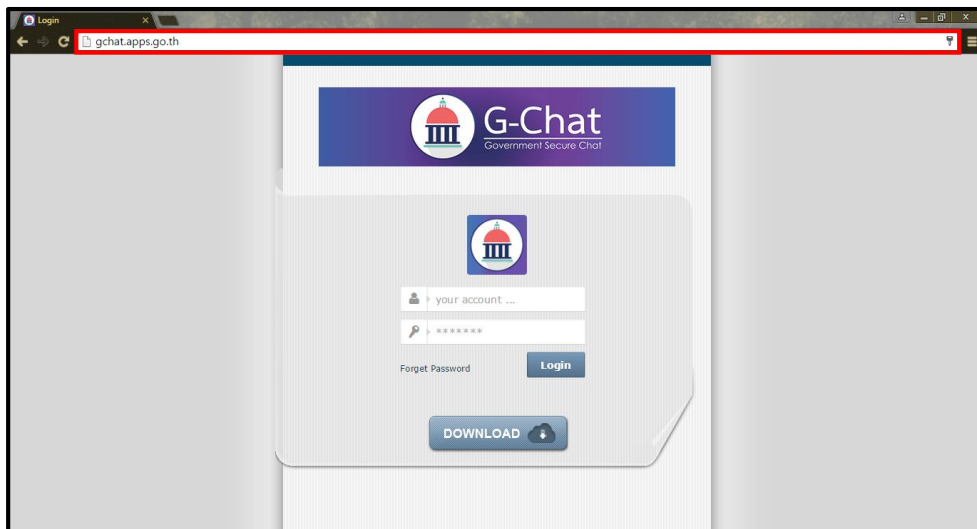 Login
gchat.apps.go.th
G-Chat
Government Secure Chat
your account ...
*******
Forget Password
Login
DOWNLOAD